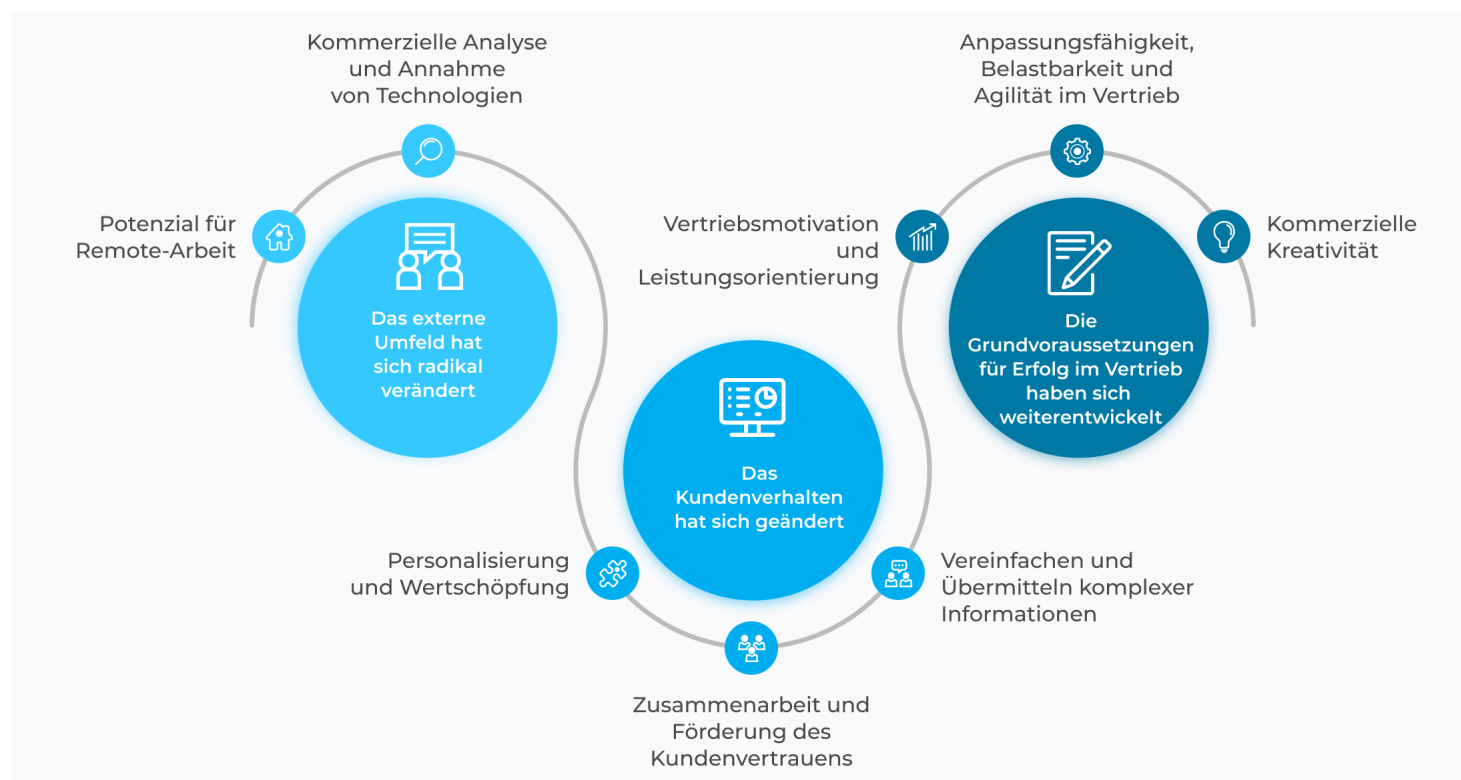 Kommerzielle Analyse
und Annahme
von Technologien
Potenzial für
Remote-Arbeit
Das externe
Umfeld hat
sich radikal
verändert
Personalisierung
und Wertschöpfung
Das
Kundenverhalten
hat sich geändert
Zusammenarbeit und
Förderung des
Kundenvertrauens
Vereinfachen und
Übermitteln komplexer
Informationen
Vertriebsmotivation
und
Leistungsorientierung
Anpassungsfähigkeit,
Belastbarkeit und
Agilität im Vertrieb
Die
Grundvoraussetzungen
für Erfolg im Vertrieb
haben sich
weiterentwickelt
Kommerzielle
Kreativität